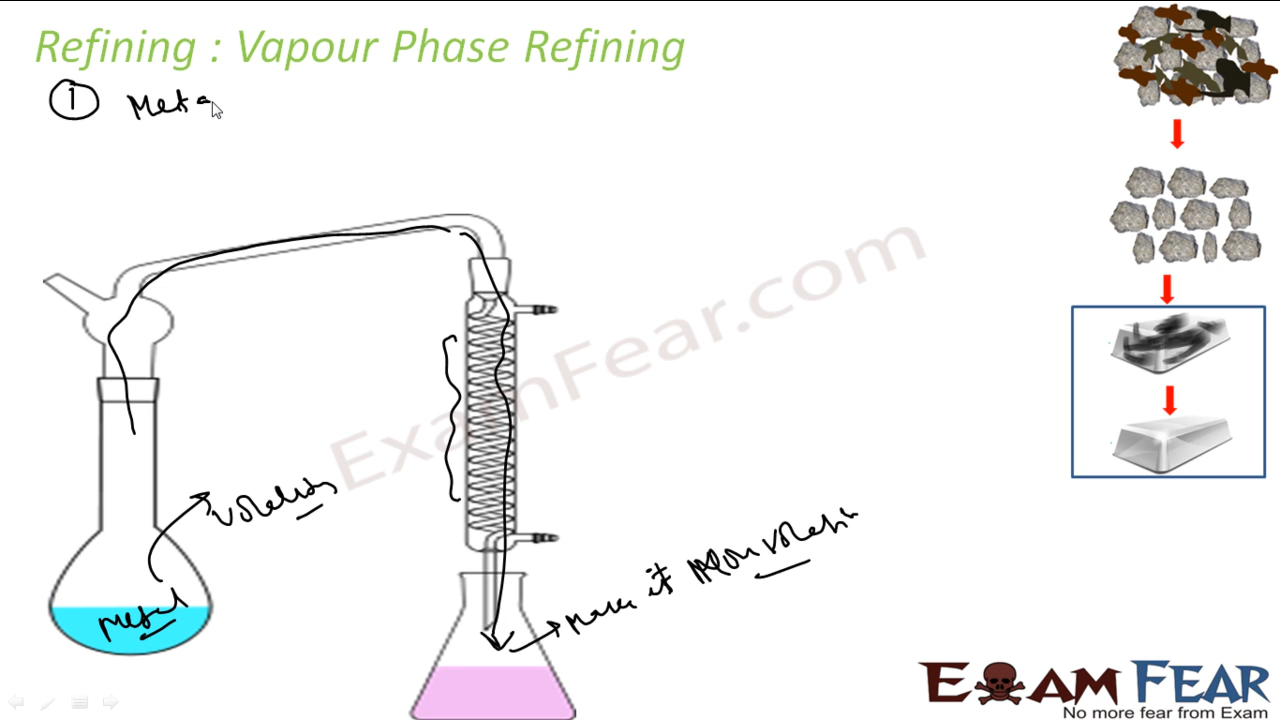 Refining : Vapour Phase Refining
① Meta
ExamFear.com
volatile
Metal
Make it Non volati
EXAM FEAR
No more fear from Exam